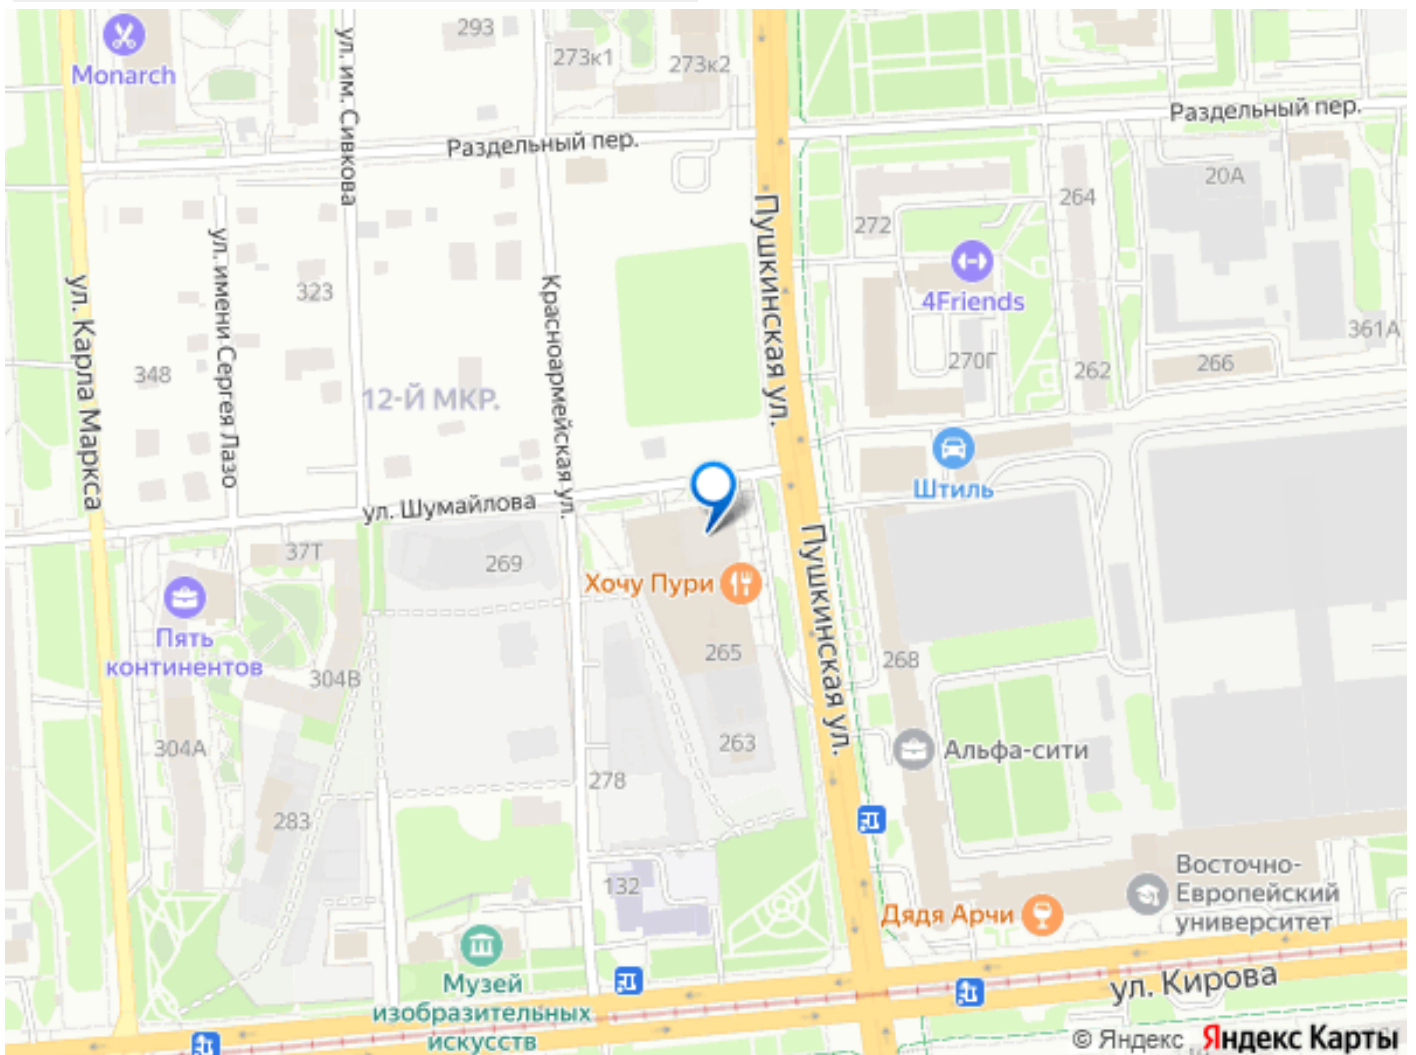 293
273к1
273к2
Monarch
ул. им. Сивкова
Раздельный пер.
Раздельный пер.
264
20А
272
Пушкинская ул.
ул. имени Сергея Лазо
4Friends
323
ул. Карла Маркса
Красноармейская ул.
361А
348
270Г
262
266
12-Й МКР.
Штиль
ул. Шумайлова
37Т
269
Хочу Пури
Пушкинская ул.
Пять
континентов
265
268
304В
304А
263
Альфа-сити
278
283
132
Восточно-
Европейский
университет
Дядя Арчи
Музей
изобразительных
искусств
ул. Кирова
© Яндекс
Яндекс Карты